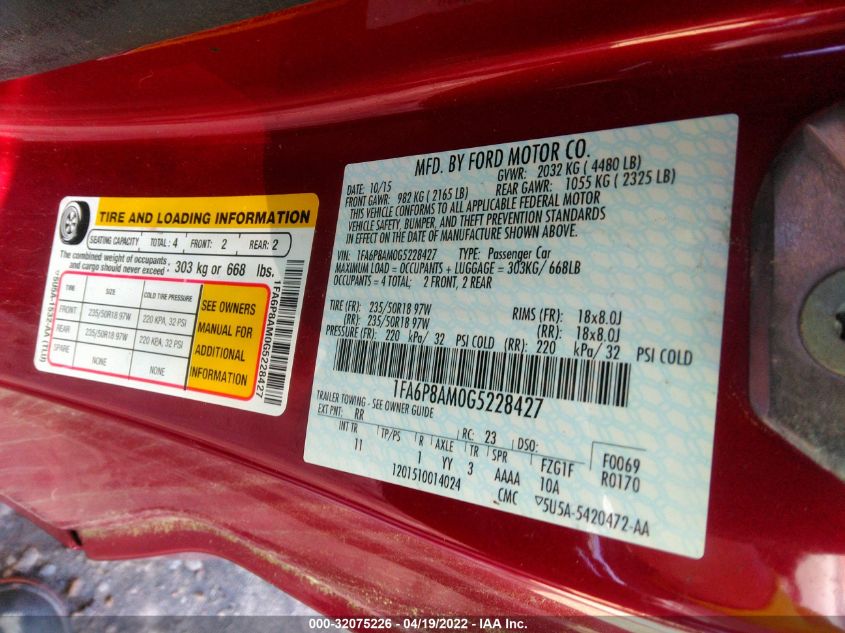 TIRE AND LOADING INFORMATION
SEATING CAPACITY TOTAL: 4 FRONT: 2 REAR: 2
The combined weight of occupants
and cargo should never exceed: 303 kg or 668 lbs.
TIRE SIZE COLD TIRE PRESSURE
FRONT 235/50R18 97W 220 KPA, 32 PSI
REAR 235/50R18 97W 220 KPA, 32 PSI
SPARE NONE NONE
SEE OWNERS
MANUAL FOR
ADDITIONAL
INFORMATION
1FA6P8AM0G5228427
MFD. BY FORD MOTOR CO.
DATE: 10/15 GVWR: 2032 KG ( 4480 LB)
FRONT GAWR: 982 KG ( 2165 LB) REAR GAWR: 1055 KG ( 2325 LB)
THIS VEHICLE CONFORMS TO ALL APPLICABLE FEDERAL MOTOR
VEHICLE SAFETY, BUMPER, AND THEFT PREVENTION STANDARDS
IN EFFECT ON THE DATE OF MANUFACTURE SHOWN ABOVE.
VIN: 1FA6P8AM0G5228427 TYPE: Passenger Car
MAXIMUM LOAD = OCCUPANTS + LUGGAGE = 303KG/ 668LB
OCCUPANTS = 4 TOTAL; 2 FRONT, 2 REAR
TIRE (FR): 235/50R18 97W RIMS (FR): 18x8.0J
(RR): 235/50R18 97W (RR): 18x8.0J
PRESSURE (FR): 220 kPa/ 32 PSI COLD (RR): 220 kPa/ 32 PSI COLD
1FA6P8AM0G5228427
TRAILER TOWING - SEE OWNER GUIDE
EXT PNT: RR RC: 23 DSO:
INT TR TP/PS R AXLE TR SPR F0069
11 1 YY 3 AAAA FZG1F R0170
10A
1201510014024 CMC 5U5A-5420472-AA
000-32075226 - 04/19/2022 - IAA Inc.